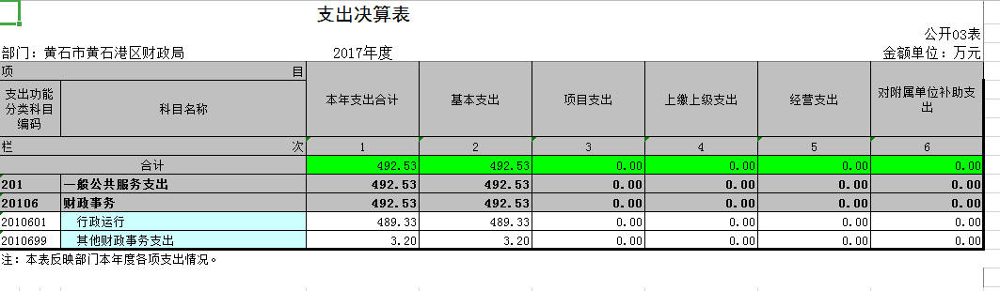 支出决算表
公开03表
部门：黄石市黄石港区财政局 2017年度 金额单位：万元
项 目 本年支出合计 基本支出 项目支出 上缴上级支出 经营支出 对附属单位补助支出
支出功能分类科目编码 科目名称
栏 次 1 2 3 4 5 6
合计 492.53 492.53 0.00 0.00 0.00 0.00
201 一般公共服务支出 492.53 492.53 0.00 0.00 0.00 0.00
20106 财政事务 492.53 492.53 0.00 0.00 0.00 0.00
2010601 行政运行 489.33 489.33 0.00 0.00 0.00 0.00
2010699 其他财政事务支出 3.20 3.20 0.00 0.00 0.00 0.00
注：本表反映部门本年度各项支出情况。